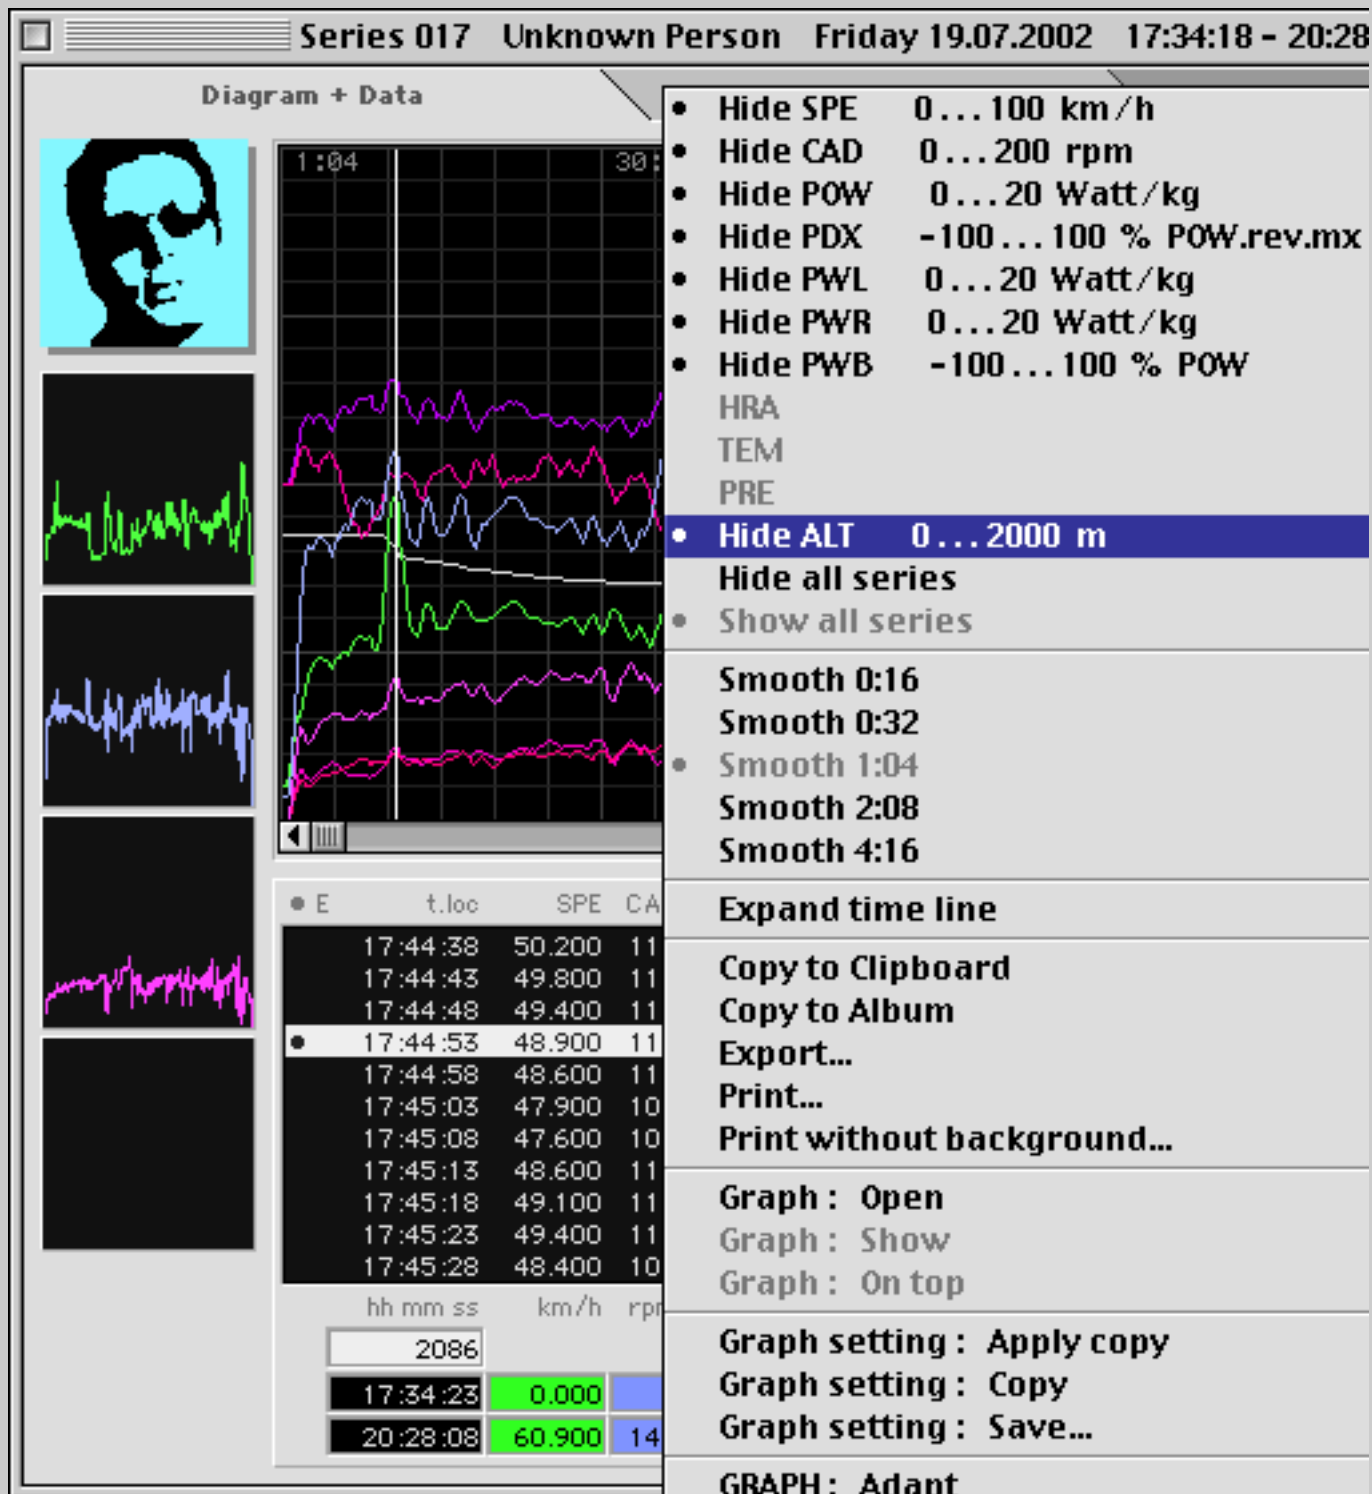 Series 017 Unknown Person Friday 19.07.2002 17:34:18 - 20:28
Diagram + Data
1:04 30:
• Hide SPE 0...100 km/h
• Hide CAD 0...200 rpm
• Hide POW 0...20 Watt/kg
• Hide PDX -100...100 % POW.rev.mx
• Hide PWL 0...20 Watt/kg
• Hide PWR 0...20 Watt/kg
• Hide PWB -100...100 % POW
HRA
TEM
PRE
• Hide ALT 0...2000 m
Hide all series
• Show all series
Smooth 0:16
Smooth 0:32
• Smooth 1:04
Smooth 2:08
Smooth 4:16
Expand time line
Copy to Clipboard
Copy to Album
Export...
Print...
Print without background...
Graph : Open
Graph : Show
Graph : On top
Graph setting : Apply copy
Graph setting : Copy
Graph setting : Save...
GRAPH : Adapt
• E t.loc SPE CA
17:44:38 50.200 11
17:44:43 49.800 11
17:44:48 49.400 11
• 17:44:53 48.900 11
17:44:58 48.600 11
17:45:03 47.900 10
17:45:08 47.600 10
17:45:13 48.600 11
17:45:18 49.100 11
17:45:23 49.400 11
17:45:28 48.400 10
hh mm ss km/h rpm
2086
17:34:23 0.000
20:28:08 60.900 14